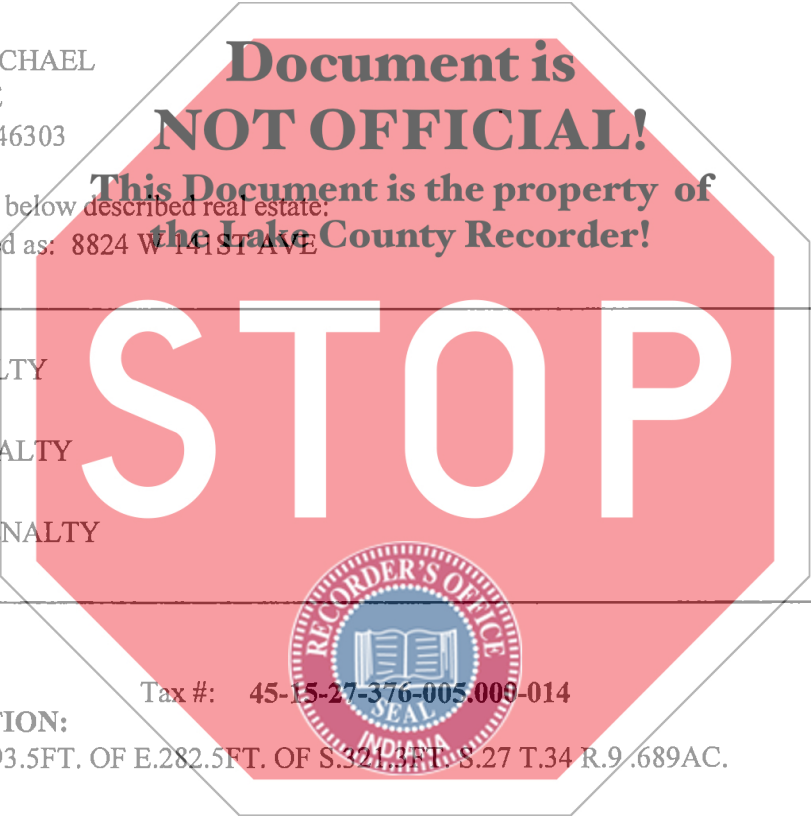 CHAEL
Document is
NOT OFFICIAL!
46303
This Document is the property of
below described real estate:
the Lake County Recorder!
d as: 8824 W 141ST AVE
STOP
LTY
ALTY
NALTY
RECORDER'S OFFICE
SEAL
INDIANA
Tax #: 45-15-27-376-005.000-014
TION:
93.5FT. OF E.282.5FT. OF S.321.3FT. S.27 T.34 R.9 .689AC.